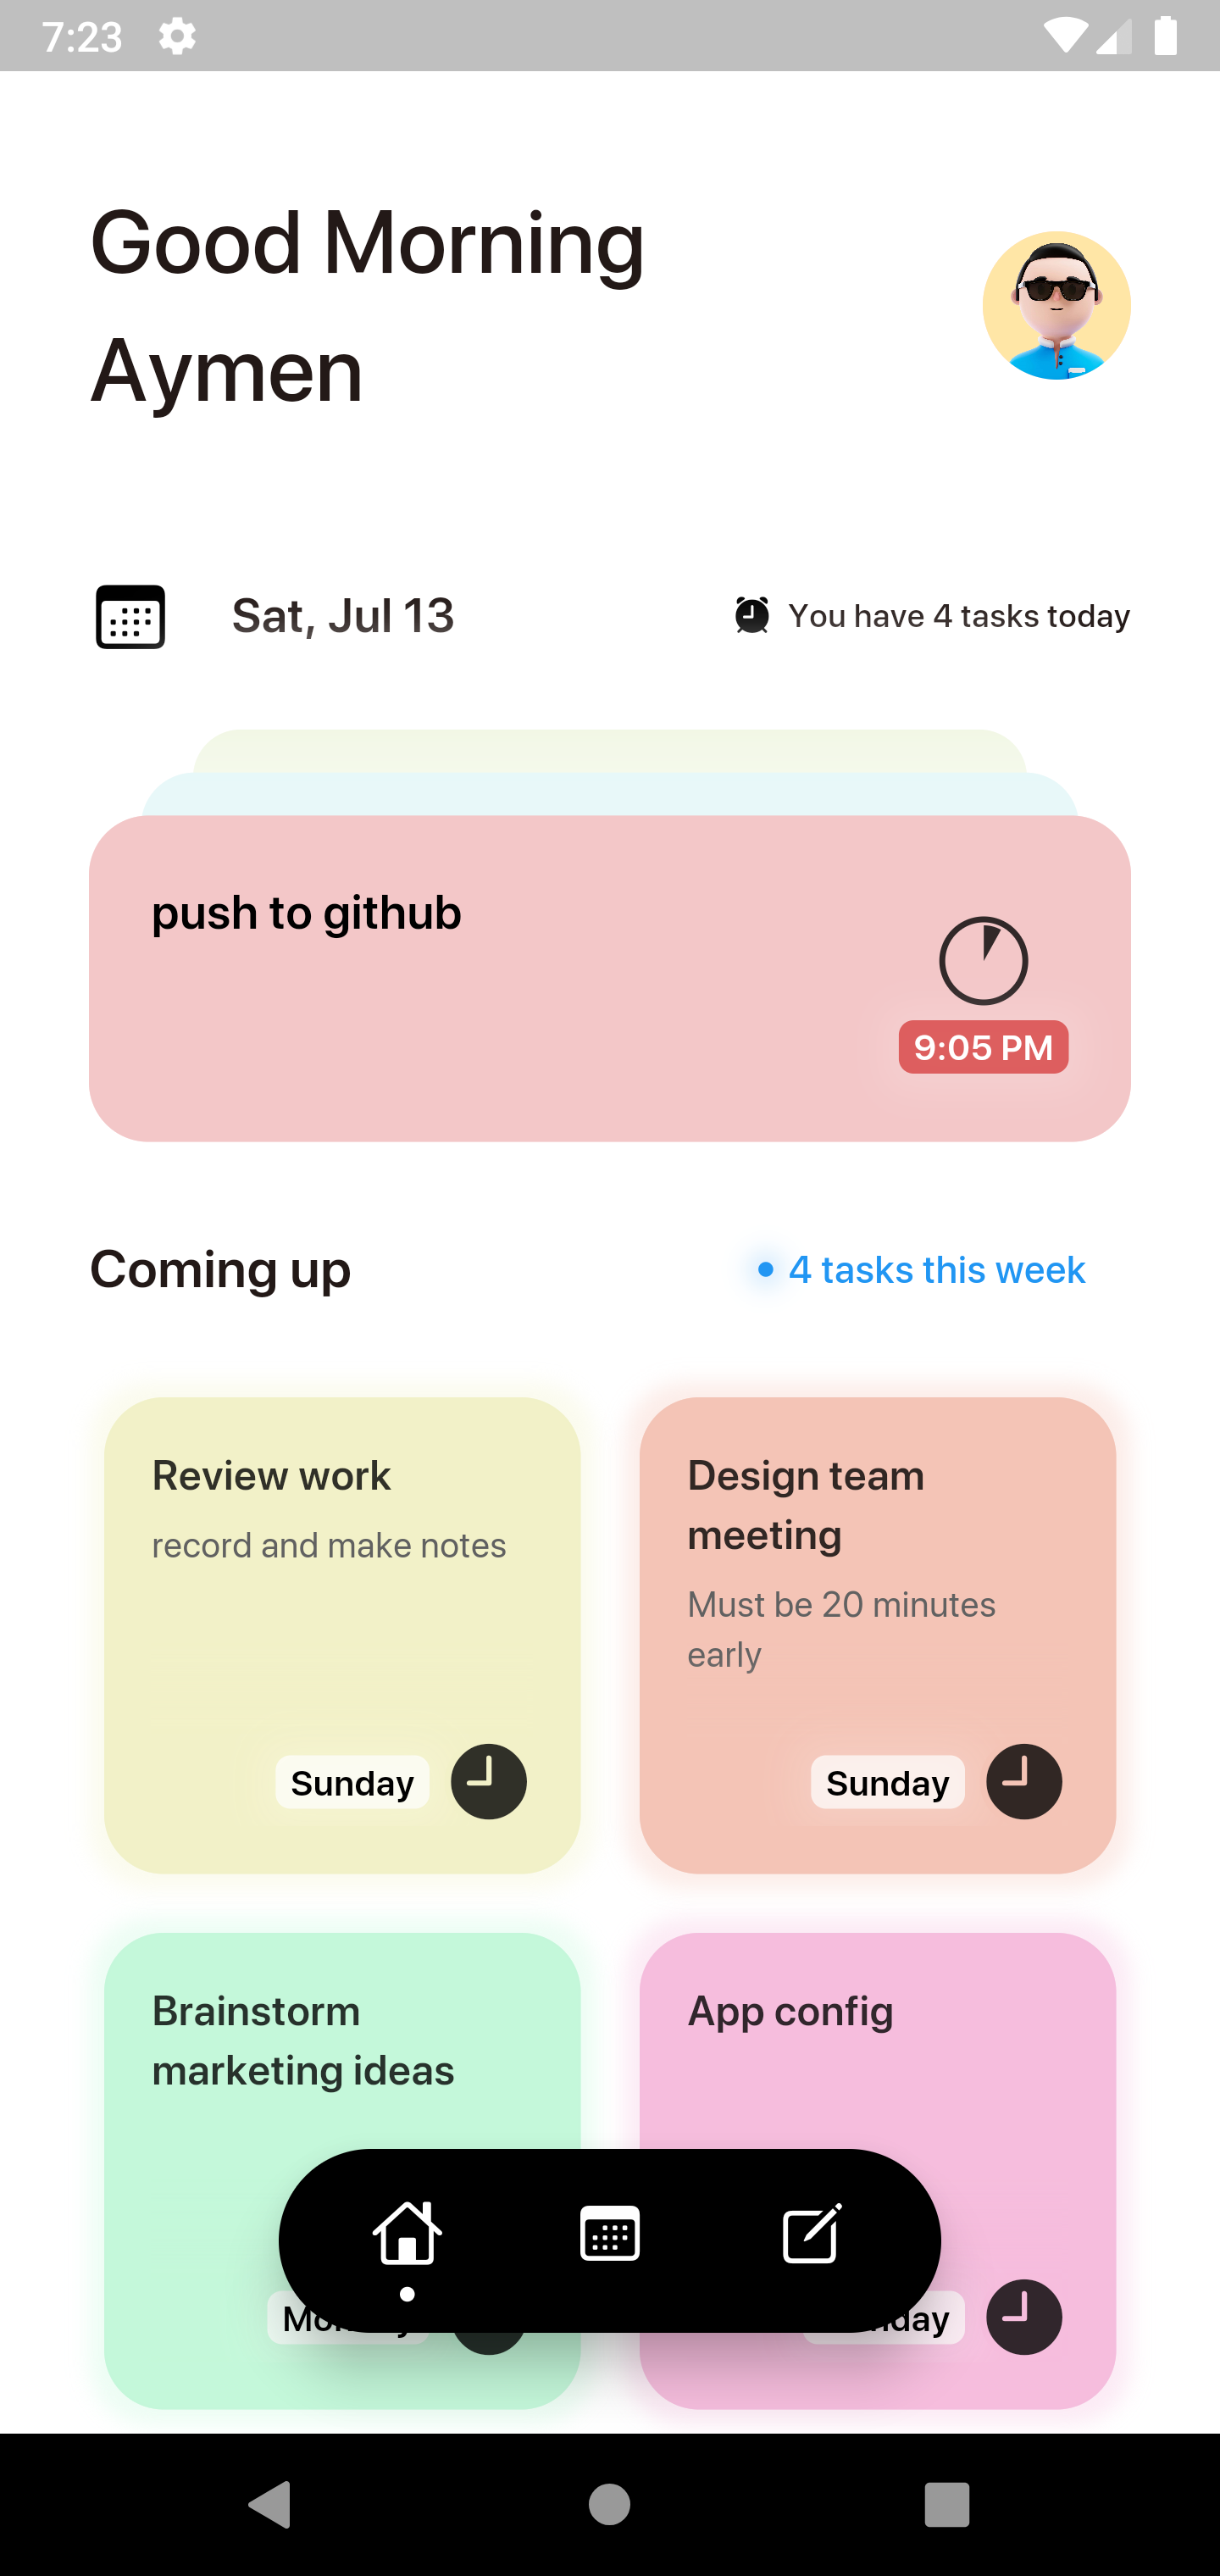 7:23
Good Morning
Aymen
Sat, Jul 13
You have 4 tasks today
push to github
9:05 PM
Coming up
4 tasks this week
Review work
record and make notes
Design team
meeting
Must be 20 minutes
early
Sunday
Sunday
Brainstorm
marketing ideas
App config